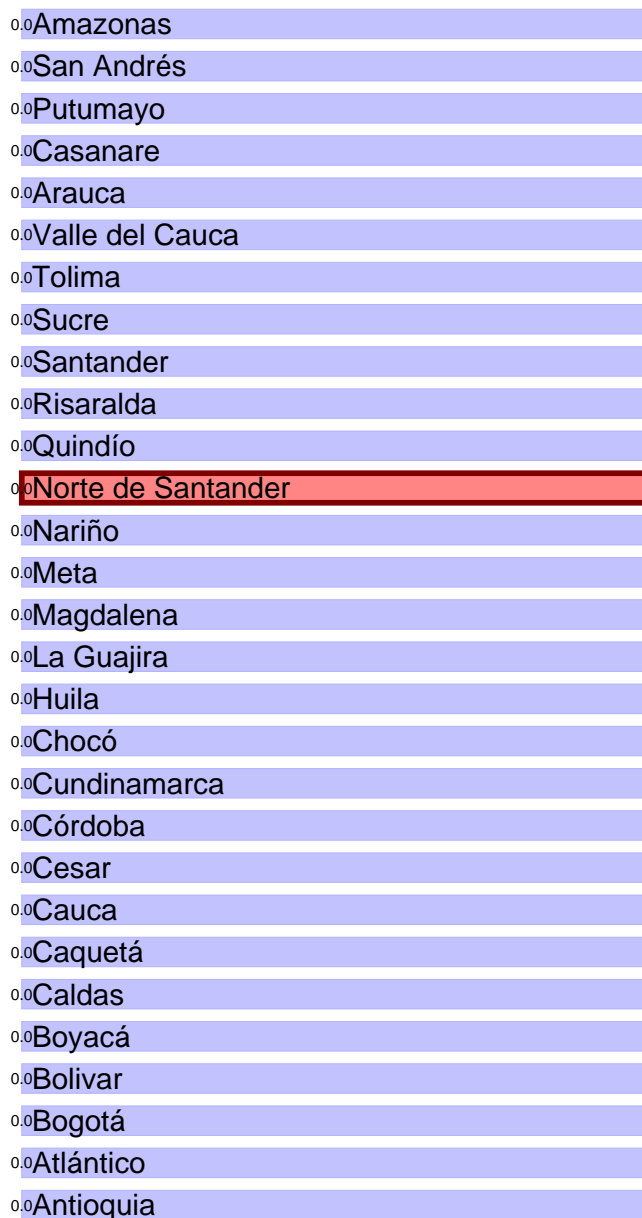 0.0Amazonas
0.0San Andrés
0.0Putumayo
0.0Casanare
0.0Arauca
0.0Valle del Cauca
0.0Tolima
0.0Sucre
0.0Santander
0.0Risaralda
0.0Quindío
0.0Norte de Santander
0.0Nariño
0.0Meta
0.0Magdalena
0.0La Guajira
0.0Huila
0.0Chocó
0.0Cundinamarca
0.0Córdoba
0.0Cesar
0.0Cauca
0.0Caquetá
0.0Caldas
0.0Boyacá
0.0Bolivar
0.0Bogotá
0.0Atlántico
0.0Antioquia